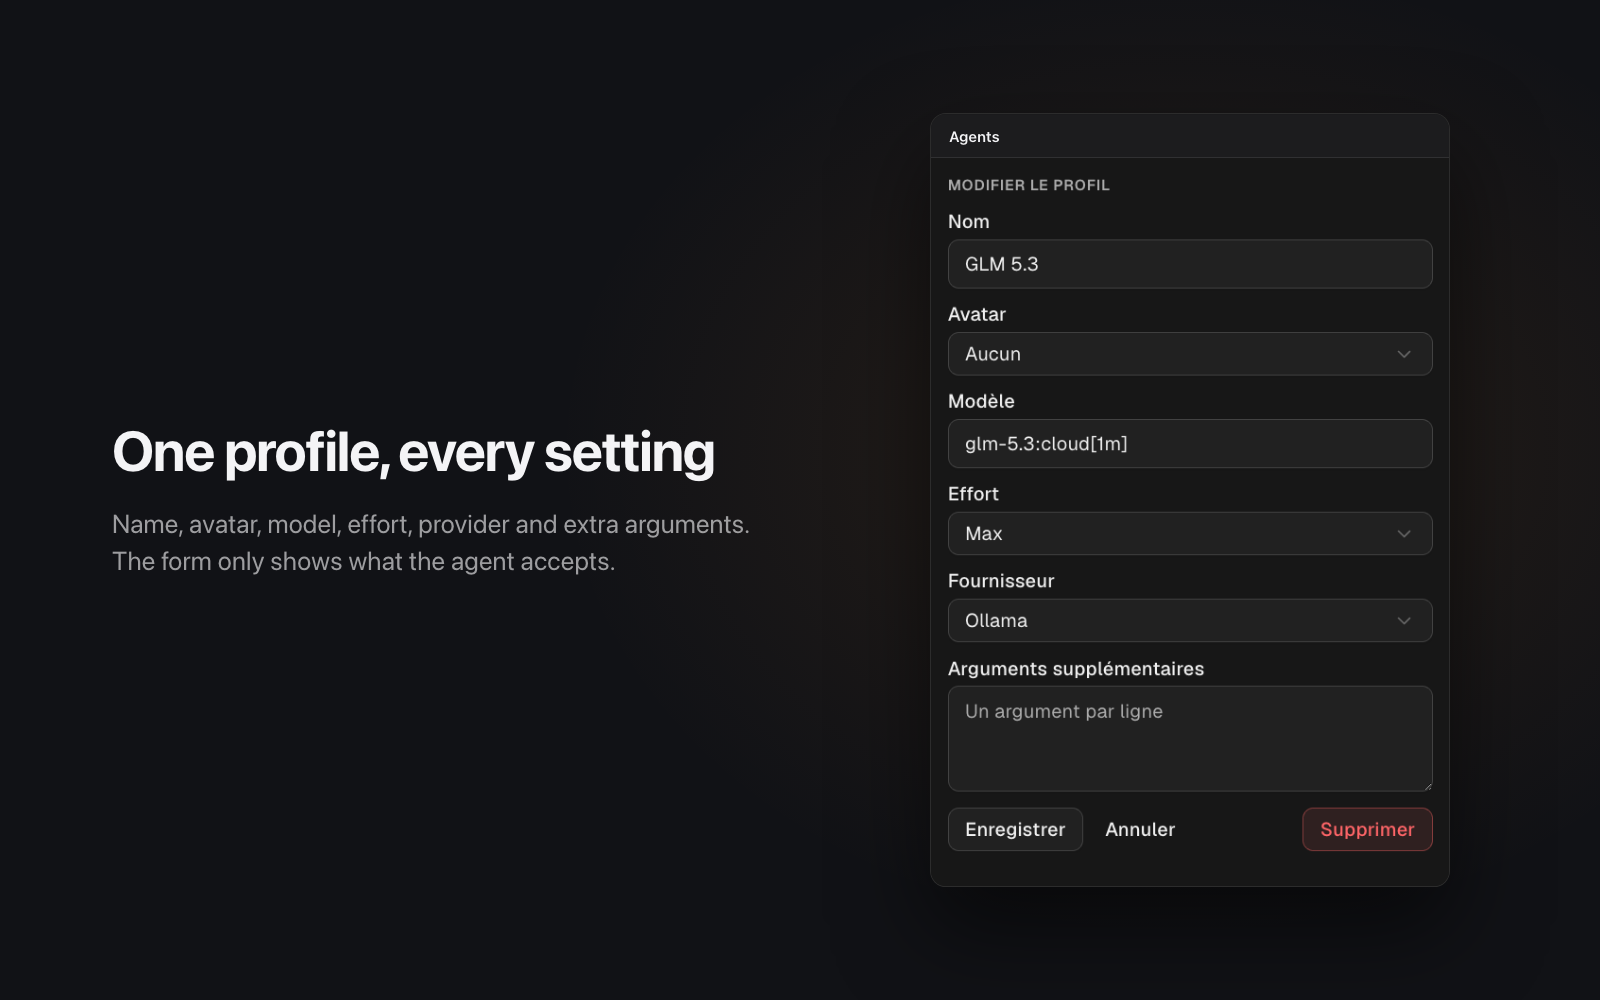 One profile, every setting
Name, avatar, model, effort, provider and extra arguments.
The form only shows what the agent accepts.
Agents
MODIFIER LE PROFIL
Nom
GLM 5.3
Avatar
Aucun
Modèle
glm-5.3:cloud[1m]
Effort
Max
Fournisseur
Ollama
Arguments supplémentaires
Un argument par ligne
Enregistrer
Annuler
Supprimer